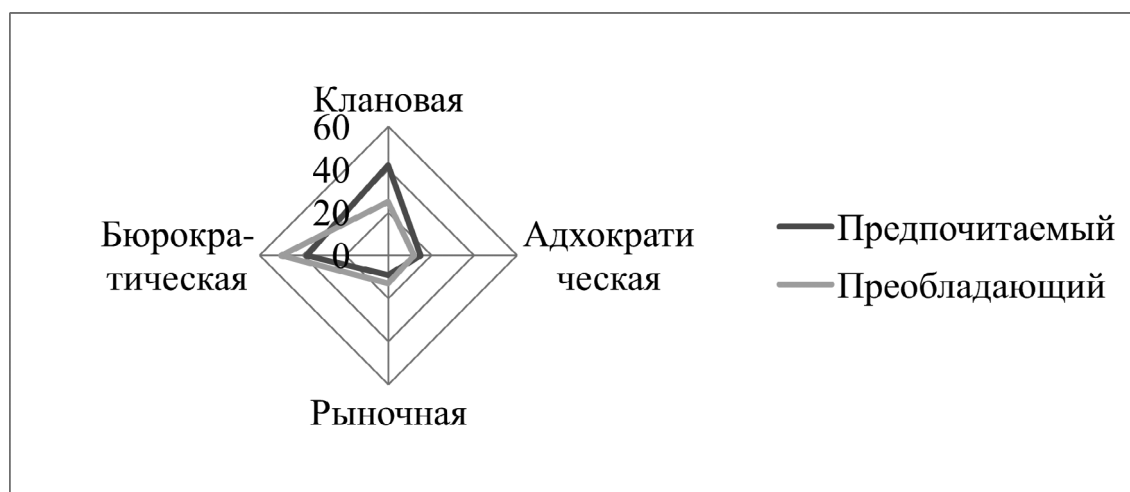 Клановая
60
40
20
0
Бюрокра-
тическая
Адхократи
ческая
Рыночная
Предпочитаемый
Преобладающий